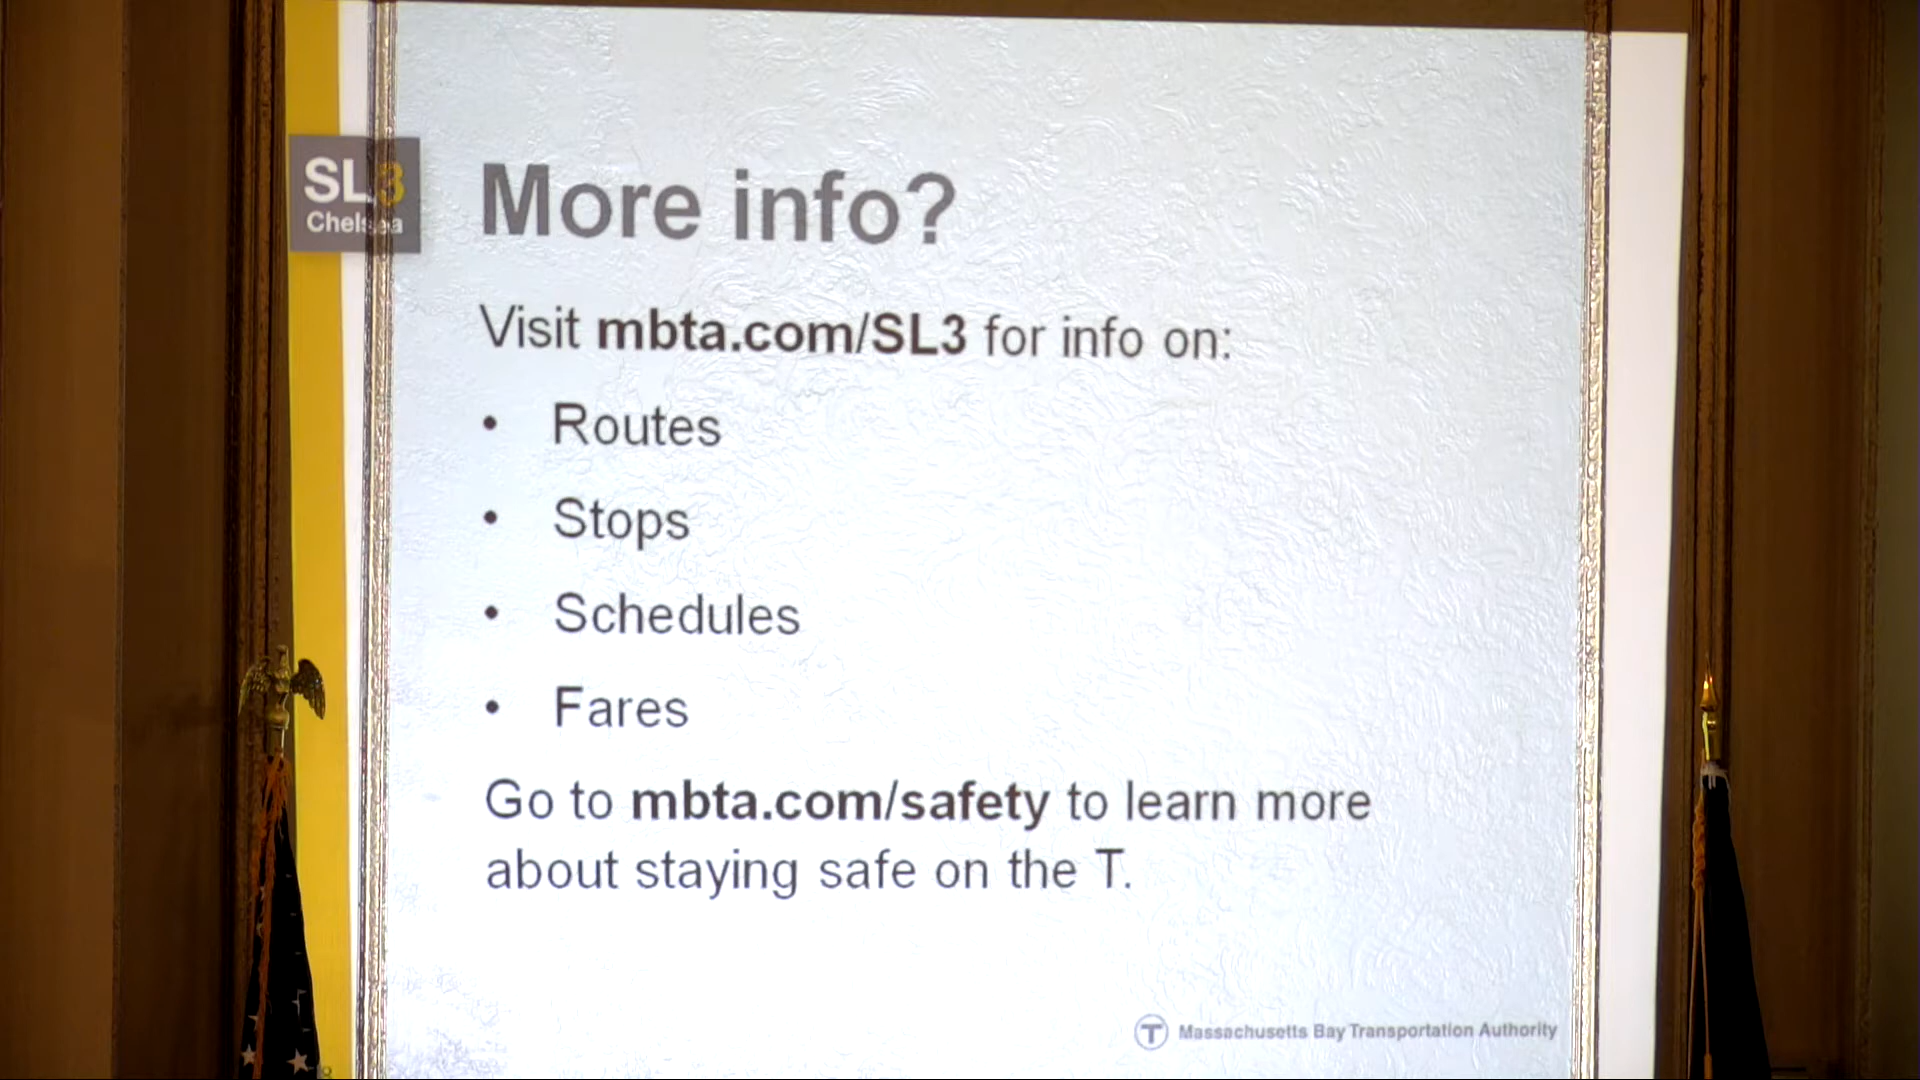 SL3
Chelsea
More info?
Visit mbta.com/SL3 for info on:
• Routes
• Stops
• Schedules
• Fares
Go to mbta.com/safety to learn more
about staying safe on the T.
T Massachusetts Bay Transportation Authority